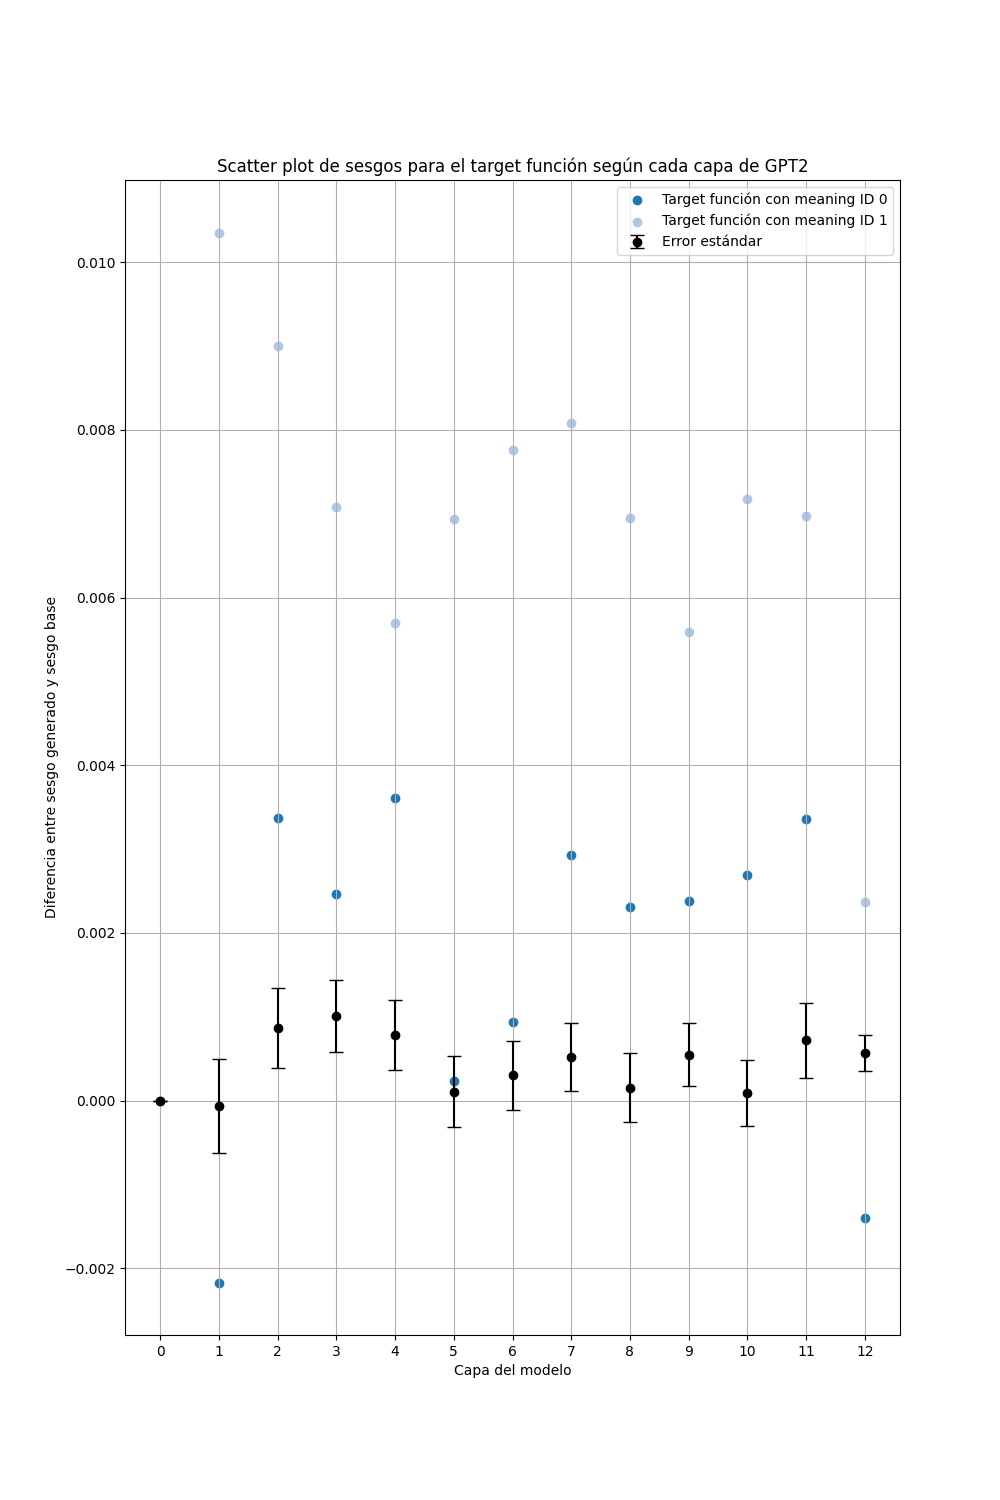 Scatter plot de sesgos para el target función según cada capa de GPT2
Target función con meaning ID 0
Target función con meaning ID 1
Error estándar
0.010
0.008
0.006
0.004
0.002
0.000
−0.002
Diferencia entre sesgo generado y sesgo base
0 1 2 3 4 5 6 7 8 9 10 11 12
Capa del modelo